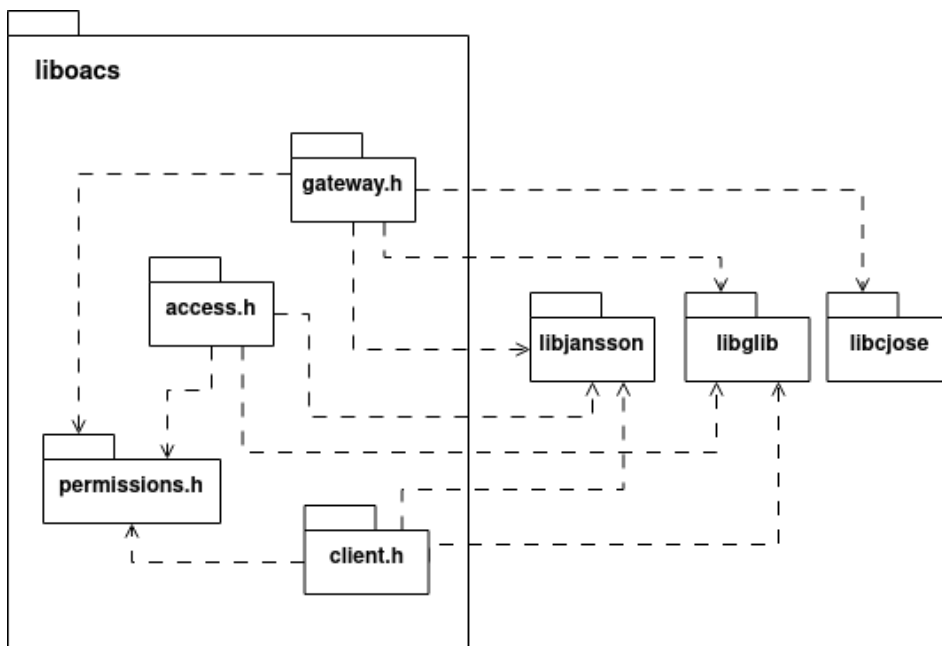 liboacs
gateway.h
access.h
libjansson
libglib
libcjose
permissions.h
client.h